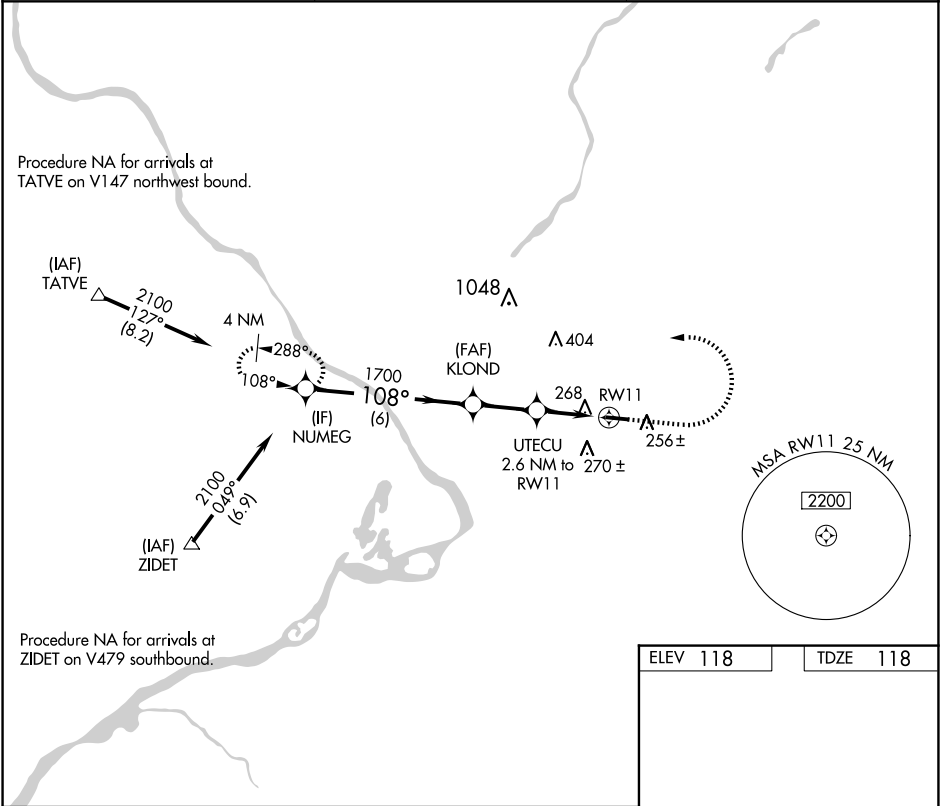 Procedure NA for arrivals at
TATVE on V147 northwest bound.
(IAF)
TATVE
2100
127°
(8.2)
4 NM
288°
108°
(IF)
NUMEG
1700
108°
(6)
1048
404
(FAF)
KLOND
268
RW11
256 ±
UTECU
2.6 NM to
RW11
270 ±
2100
049°
(6.9)
(IAF)
ZIDET
MSA RW11 25 NM
2200
Procedure NA for arrivals at
ZIDET on V479 southbound.
ELEV 118
TDZE 118